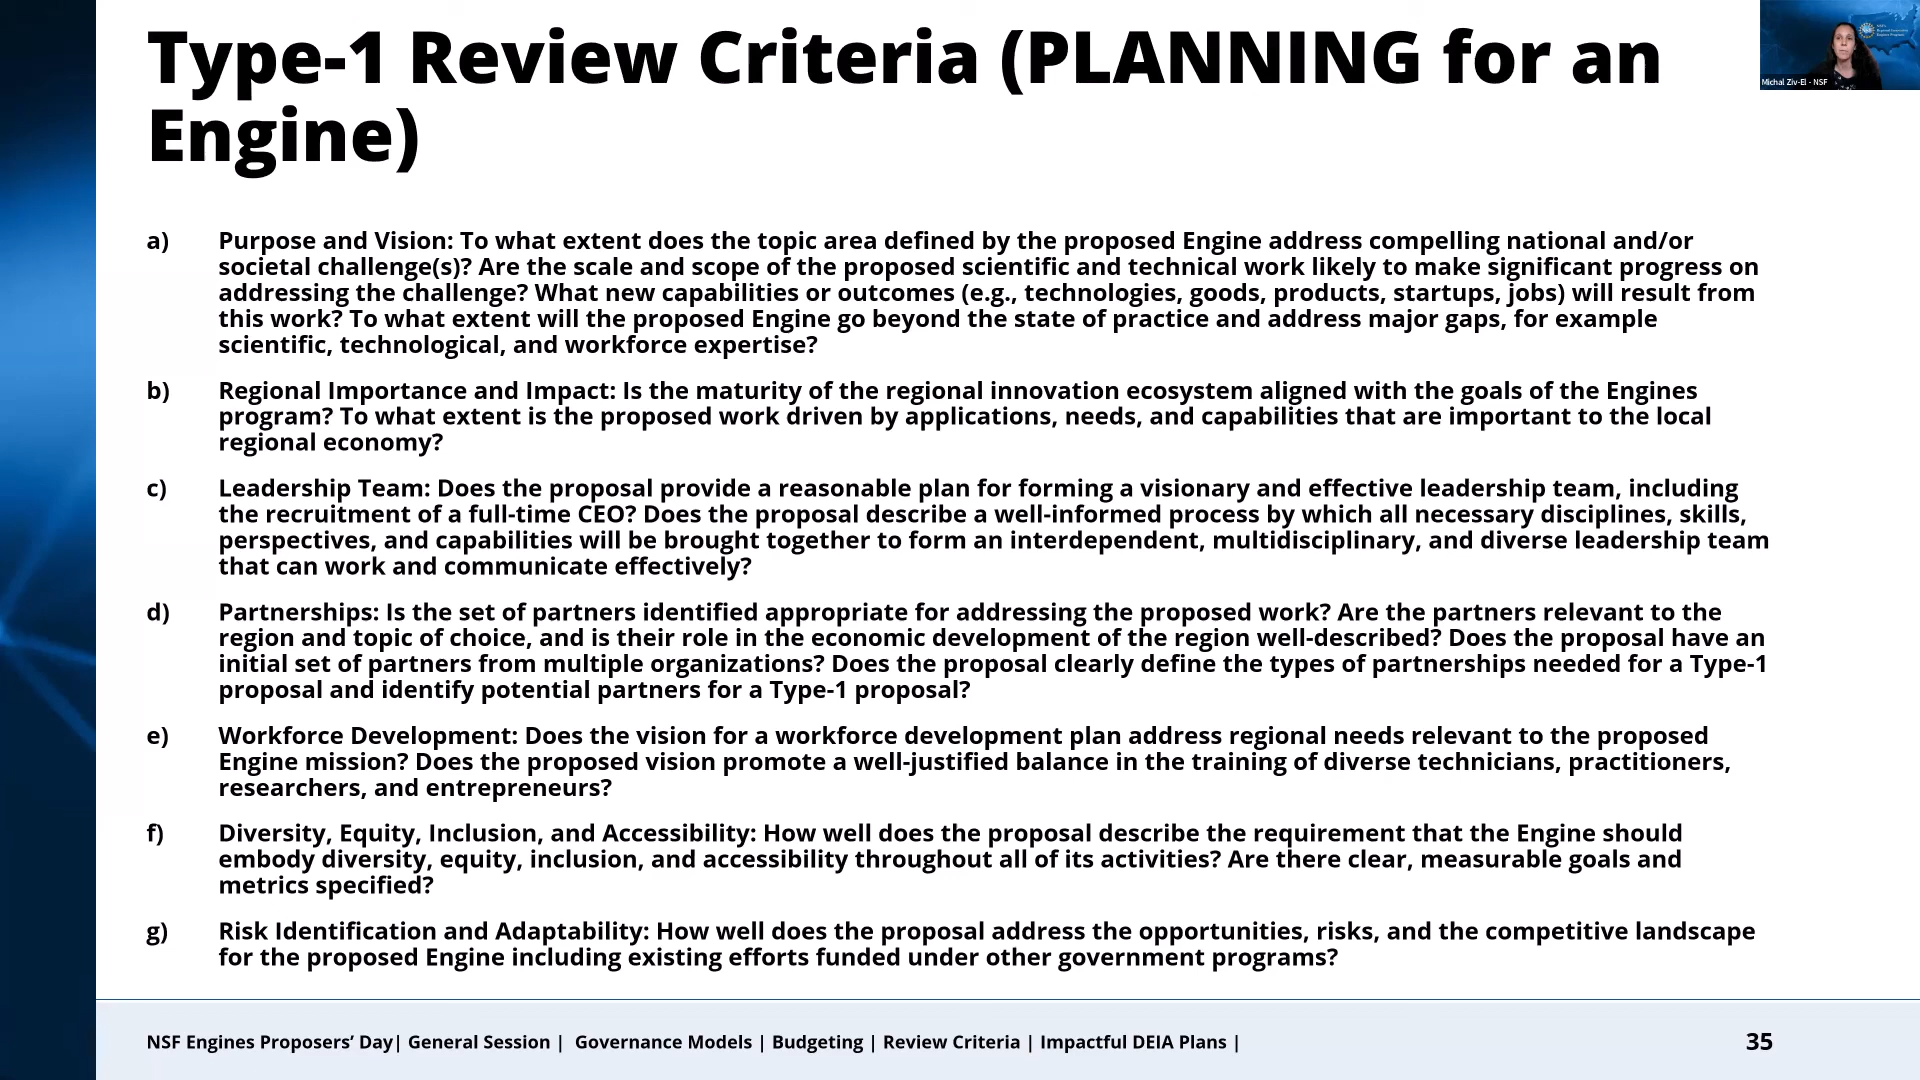 Type-1 Review Criteria (PLANNING for an
Engine)
Michal Ziv-El - NSF
a) Purpose and Vision: To what extent does the topic area defined by the proposed Engine address compelling national and/or
societal challenge(s)? Are the scale and scope of the proposed scientific and technical work likely to make significant progress on
addressing the challenge? What new capabilities or outcomes (e.g., technologies, goods, products, startups, jobs) will result from
this work? To what extent will the proposed Engine go beyond the state of practice and address major gaps, for example
scientific, technological, and workforce expertise?
b) Regional Importance and Impact: Is the maturity of the regional innovation ecosystem aligned with the goals of the Engines
program? To what extent is the proposed work driven by applications, needs, and capabilities that are important to the local
regional economy?
c) Leadership Team: Does the proposal provide a reasonable plan for forming a visionary and effective leadership team, including
the recruitment of a full-time CEO? Does the proposal describe a well-informed process by which all necessary disciplines, skills,
perspectives, and capabilities will be brought together to form an interdependent, multidisciplinary, and diverse leadership team
that can work and communicate effectively?
d) Partnerships: Is the set of partners identified appropriate for addressing the proposed work? Are the partners relevant to the
region and topic of choice, and is their role in the economic development of the region well-described? Does the proposal have an
initial set of partners from multiple organizations? Does the proposal clearly define the types of partnerships needed for a Type-1
proposal and identify potential partners for a Type-1 proposal?
e) Workforce Development: Does the vision for a workforce development plan address regional needs relevant to the proposed
Engine mission? Does the proposed vision promote a well-justified balance in the training of diverse technicians, practitioners,
researchers, and entrepreneurs?
f) Diversity, Equity, Inclusion, and Accessibility: How well does the proposal describe the requirement that the Engine should
embody diversity, equity, inclusion, and accessibility throughout all of its activities? Are there clear, measurable goals and
metrics specified?
g) Risk Identification and Adaptability: How well does the proposal address the opportunities, risks, and the competitive landscape
for the proposed Engine including existing efforts funded under other government programs?
NSF Engines Proposers’ Day| General Session | Governance Models | Budgeting | Review Criteria | Impactful DEIA Plans |
35